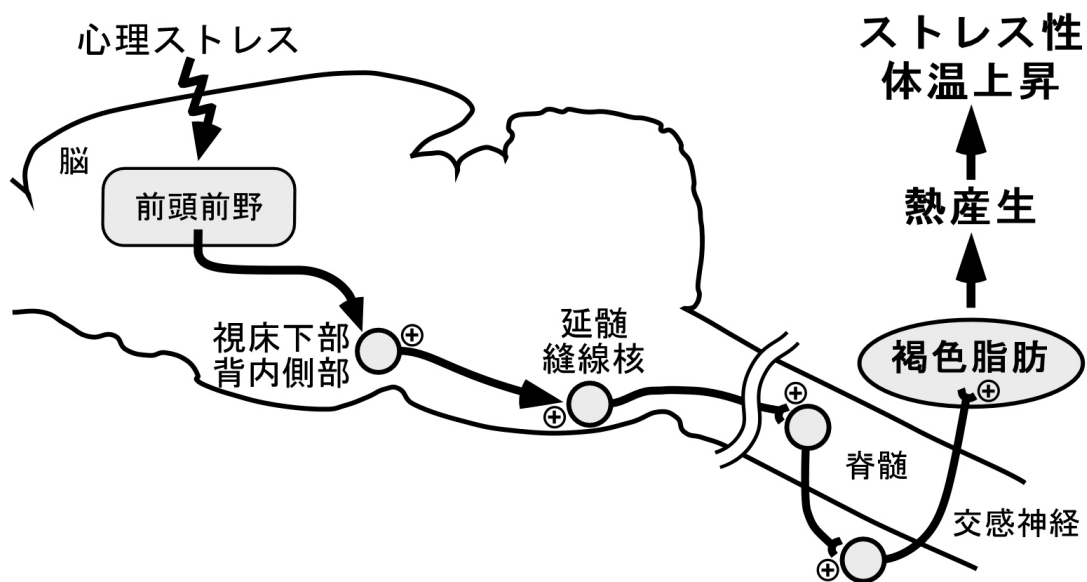 心理ストレス
脳
前頭前野
視床下部
背内側部
延髄
縫線核
脊髄
交感神経
褐色脂肪
熱産生
ストレス性
体温上昇